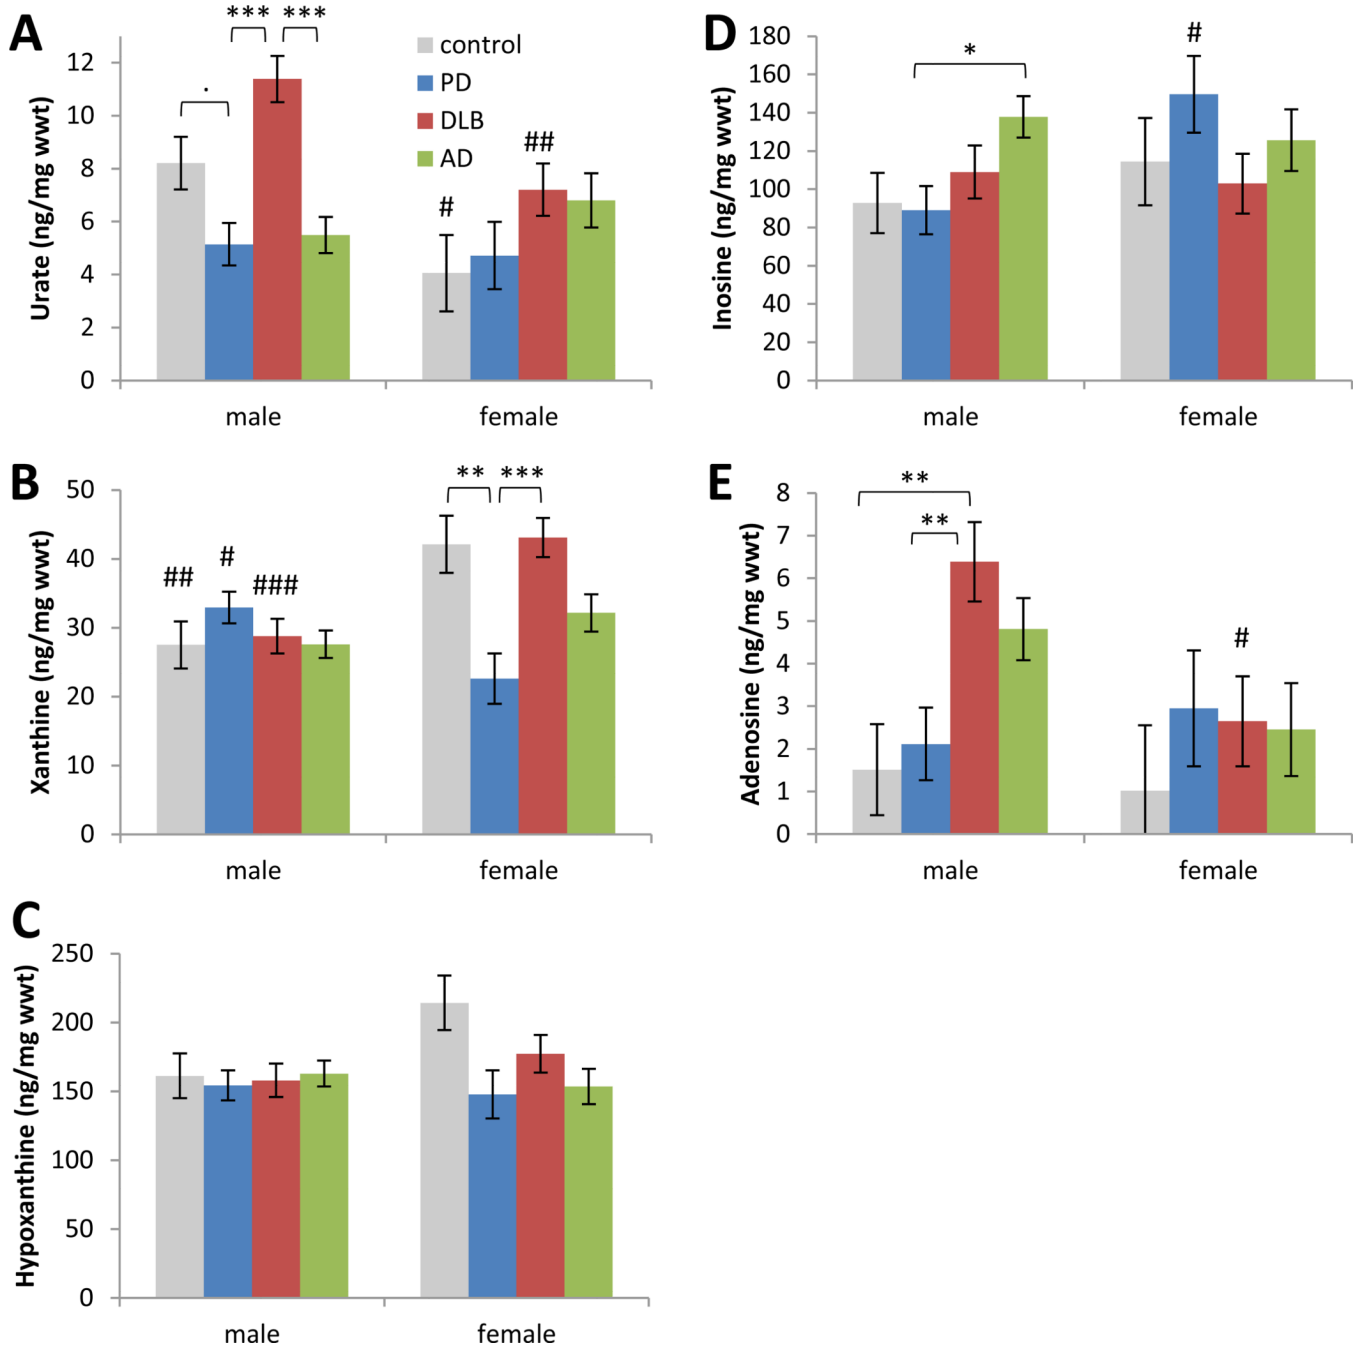 A
Urate (ng/mg wwt)
12
10
8
6
4
2
0
*** ***
.
#
##
control
PD
DLB
AD
male female
D
Inosine (ng/mg wwt)
180
160
140
120
100
80
60
40
20
0
*
#
male female
B
Xanthine (ng/mg wwt)
50
40
30
20
10
0
## # ###
** ***
male female
E
Adenosine (ng/mg wwt)
8
7
6
5
4
3
2
1
0
**
**
#
male female
C
Hypoxanthine (ng/mg wwt)
250
200
150
100
50
0
male female